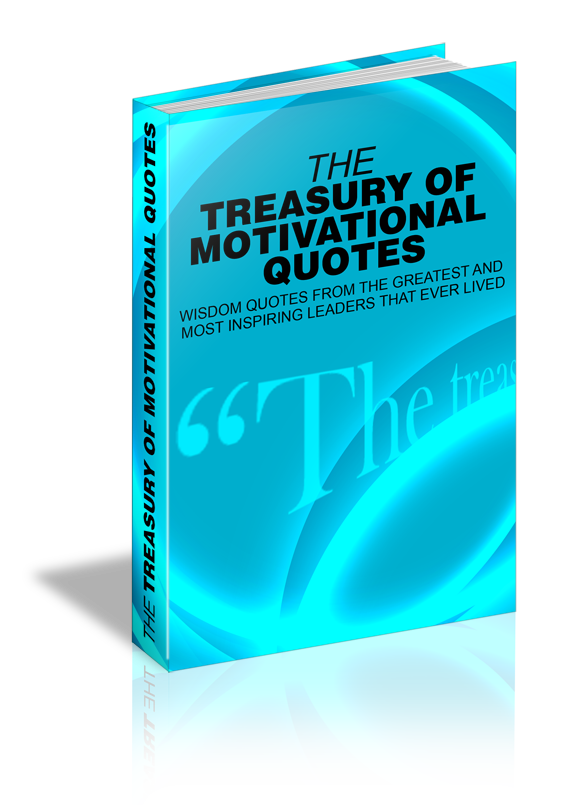 THE
TREASURY OF
MOTIVATIONAL
QUOTES
WISDOM QUOTES FROM THE GREATEST AND
MOST INSPIRING LEADERS THAT EVER LIVED
“The treas
THE TREASURY OF MOTIVATIONAL QUOTES